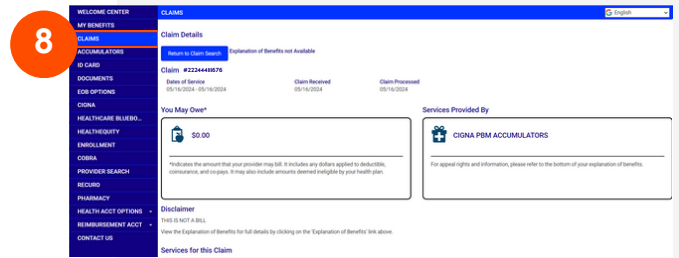 8
WELCOME CENTER
MY BENEFITS
CLAIMS
ACCUMULATORS
ID CARD
DOCUMENTS
EOB OPTIONS
CIGNA
HEALTHCARE BLUEBO...
HEALTHEQUITY
ENROLLMENT
COBRA
PROVIDER SEARCH
RECURO
PHARMACY
HEALTH ACCT OPTIONS
REIMBURSEMENT ACCT
CONTACT US
CLAIMS
G English
Claim Details
Return to Claim Search Explanation of Benefits not Available
Claim #22244481676
Dates of Service Claim Received Claim Processed
05/16/2024 - 05/16/2024 05/16/2024 05/16/2024
You May Owe*
$0.00
*Indicates the amount that your provider may bill. It includes any dollars applied to deductible,
coinsurance, and co-pays. It may also include amounts deemed ineligible by your health plan.
Services Provided By
CIGNA PBM ACCUMULATORS
For appeal rights and information, please refer to the bottom of your explanation of benefits.
Disclaimer
THIS IS NOT A BILL
View the Explanation of Benefits for full details by clicking on the 'Explanation of Benefits' link above.
Services for this Claim